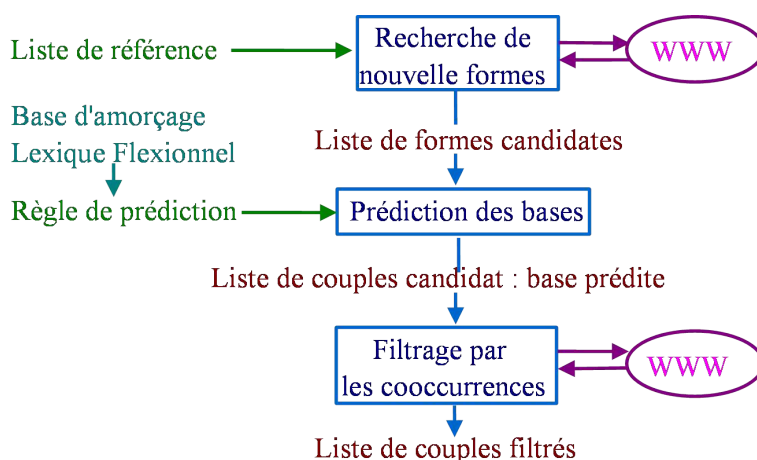 Liste de référence
Recherche de
nouvelle formes
WWW
Base d'amorçage
Lexique Flexionnel
Liste de formes candidates
Règle de prédiction
Prédiction des bases
Liste de couples candidat : base prédite
Filtrage par
les cooccurrences
WWW
Liste de couples filtrés